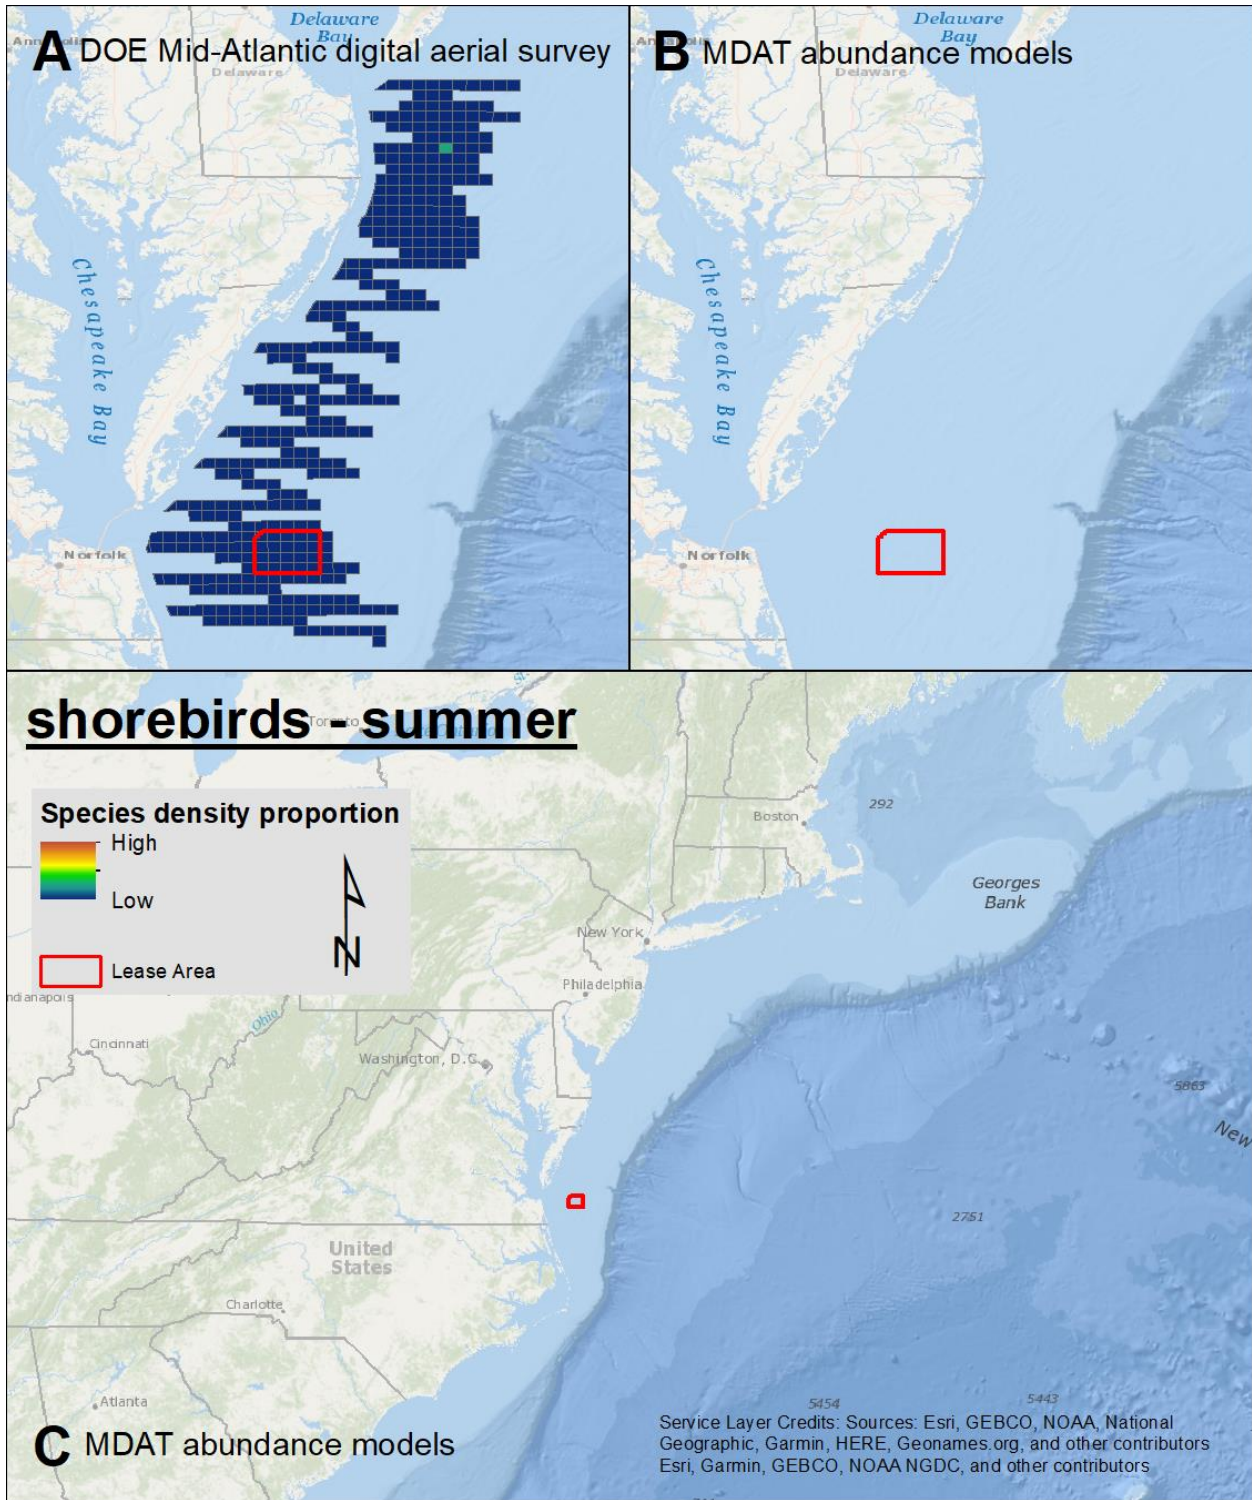 Delaware
Bay
A DOE Mid-Atlantic digital aerial survey
Delaware
Chesapeake Bay
Norfolk
Delaware
Bay
B MDAT abundance models
Delaware
Chesapeake Bay
Norfolk
shorebirds - summer
Toronto
Species density proportion
High
Low
Lease Area
N
292
Boston
Georges
Bank
New York
Philadelphia
ndianapolis
Ohio
Cincinnati
Washington, D.C.
5863
New
2751
United
States
Charlotte
Atlanta
5454
5443
C MDAT abundance models
Service Layer Credits: Sources: Esri, GEBCO, NOAA, National
Geographic, Garmin, HERE, Geonames.org, and other contributors
Esri, Garmin, GEBCO, NOAA NGDC, and other contributors